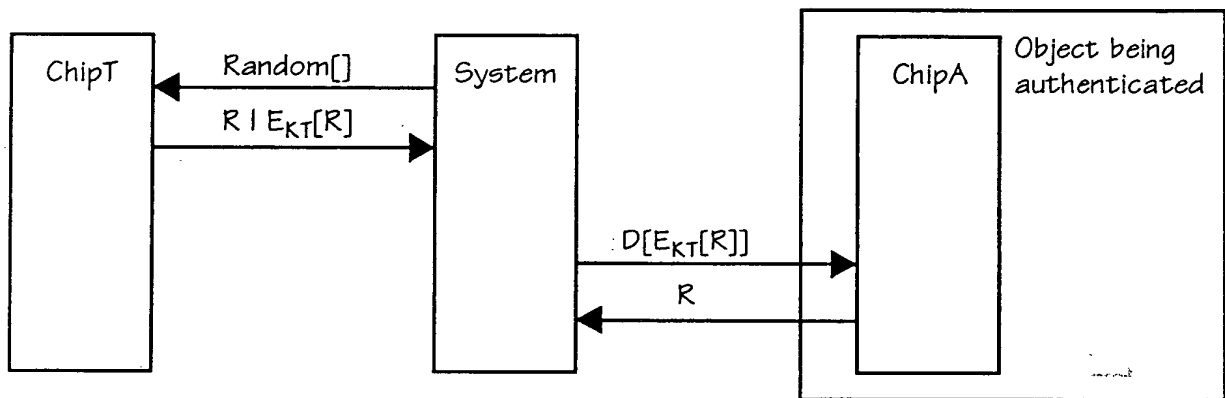 ChipT
Random[]
R | E_KT[R]
System
D[E_KT[R]]
R
ChipA
Object being
authenticated